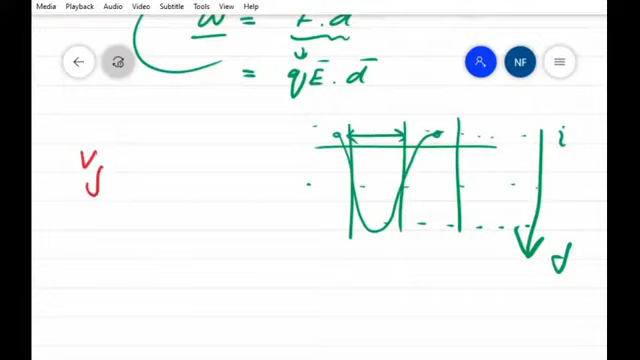 Media Playback Audio Video Subtitle Tools View Help
W = F. d
= qE̅. d̅
NF
i
d